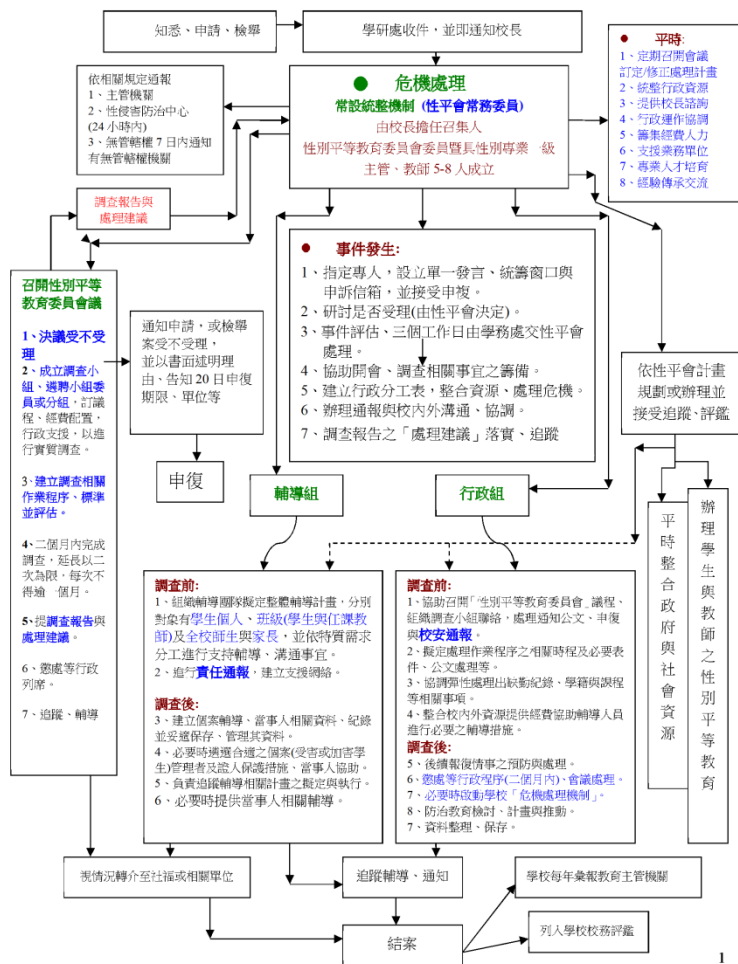 知悉、申請、檢舉
學研處收件，並即通知校長
● 平時:
1、定期召開會議
訂定/修正處理計畫
2、統整行政資源
3、提供校長諮詢
4、行政運作協調
5、籌集經費人力
6、支援業務單位
7、專業人才培育
8、經驗傳承交流
依相關規定通報
1、主管機關
2、性侵害防治中心
(24小時內)
3、無管轄權7日內通知
有無管轄權機關
● 危機處理
常設統整機制 (性平會常務委員)
由校長擔任召集人
性別平等教育委員會委員暨具性別專業一級
主管、教師 5-8人成立
調查報告與
處理建議
召開性別平等
教育委員會議
1、決議受不受
理
2、成立調查小
組、遴聘小組委
員或分組，訂議
程、經費配置，
行政支援，以進
行實質調查。
3、建立調查相關
作業程序、標準
並評估。
4、二個月內完成
調查，延長以二
次為限，每次不
得逾一個月。
5、提調查報告與
處理建議。
6、懲處等行政
列席。
7、追蹤、輔導
通知申請，或檢舉
案受不受理，
並以書面述明理
由、告知20日申復
期限、單位等
申復
● 事件發生:
1、指定專人，設立單一發言、統籌窗口與
申訴信箱，並接受申複。
2、研討是否受理(由性平會決定)。
3、事件評估、三個工作日由學務處交性平會
處理。
4、協助開會、調查相關事宜之籌備。
5、建立行政分工表，整合資源、處理危機。
6、辦理通報與校內外溝通、協調。
7、調查報告之「處理建議」落實、追蹤
依性平會計畫
規劃或辦理並
接受追蹤、評鑑
輔導組
行政組
平時整合政府與社會資源
辦理學生與教師之性別平等教育
調查前:
1、組織輔導團隊擬定整體輔導計畫，分別
對象有學生個人、班級(學生與任課教
師)及全校師生與家長，並依特質需求
分工進行支持輔導、溝通事宜。
2、進行責任通報，建立支援網絡。
調查後:
3、建立個案輔導、當事人相關資料、紀錄
並妥適保存、管理其資料。
4、必要時遴選合適之個案(受害或加害學
生)管理者及證人保護措施、當事人協助。
5、負責追蹤輔導相關計畫之擬定與執行。
6、必要時提供當事人相關輔導。
調查前:
1、協助召開「性別平等教育委員會」議程、
組織調查小組聯絡，處理通知公文、申復
與校安通報。
2、擬定處理作業程序之相關時程及必要表
件、公文處理等。
3、協調彈性處理出缺勤紀錄、學籍與課程
等相關事項。
4、整合校內外資源提供經費協助輔導人員
進行必要之輔導措施。
調查後:
5、後續報復情事之預防與處理。
6、懲處等行政程序(二個月內)、會議處理。
7、必要時啟動學校「危機處理機制」。
8、防治教育檢討、計畫與推動。
7、資料整理、保存。
視情況轉介至社福或相關單位
追蹤輔導、通知
學校每年彙報教育主管機關
結案
列入學校校務評鑑
1